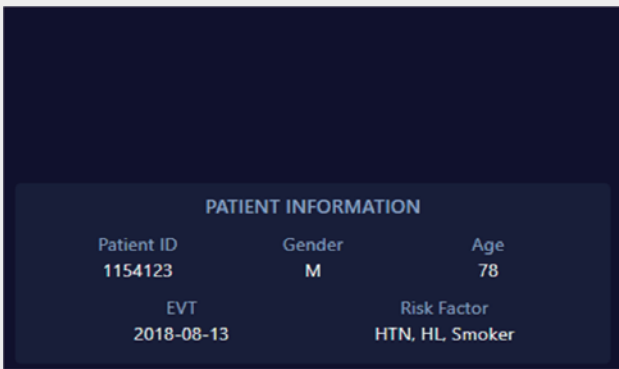 PATIENT INFORMATION
Patient ID Gender Age
1154123 M 78
EVT Risk Factor
2018-08-13 HTN, HL, Smoker